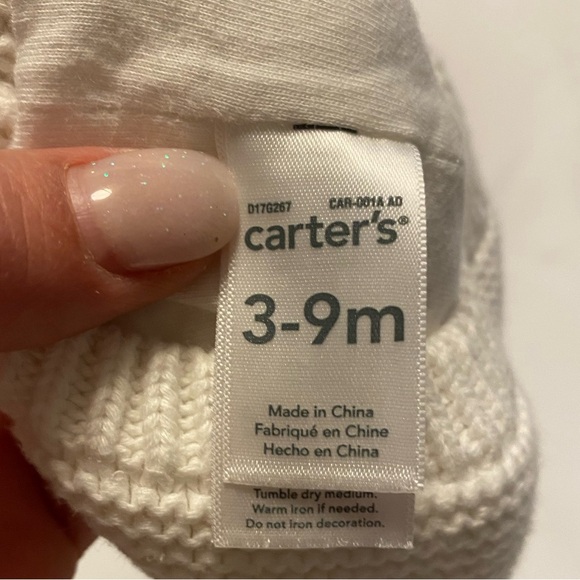 D17G267 CAR-001A AD
carter's®
3-9m
Made in China
Fabriqué en Chine
Hecho en China
Tumble dry medium.
Warm iron if needed.
Do not iron decoration.